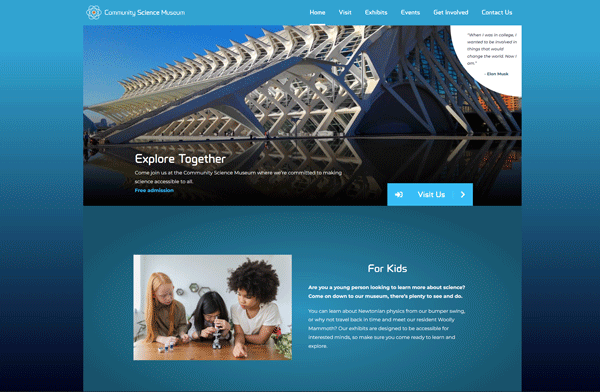 Community Science Museum
Home Visit Exhibits Events Get Involved Contact Us
"When I was in college, I
wanted to be involved in
things that would
change the world. Now I
am."
- Elon Musk
Explore Together
Come join us at the Community Science Museum where we're committed to making
science accessible to all.
Free admission
Visit Us
For Kids
Are you a young person looking to learn more about science?
Come on down to our museum, there's plenty to see and do.
You can learn about Newtonian physics from our bumper swing,
or why not travel back in time and meet our resident Woolly
Mammoth? Our exhibits are designed to be accessible for
interested minds, so make sure you come ready to learn and
explore.